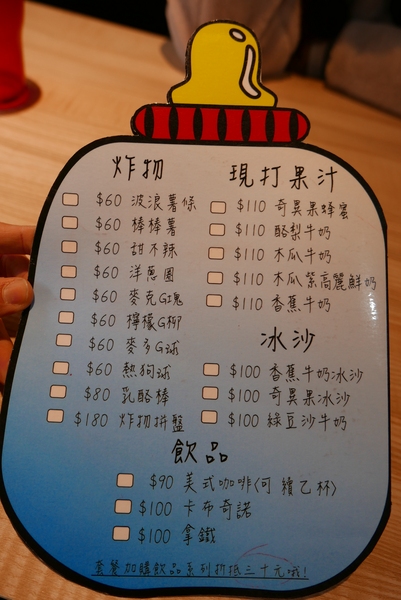 炸物
$60 波浪薯條
$60 棒棒薯
$60 甜不辣
$60 洋蔥圈
$60 麥克G塊
$60 檸檬G柳
$60 麥多G球
$60 熱狗球
$80 乳酪棒
$180 炸物拼盤
現打果汁
$110 奇異果蜂蜜
$110 酪梨牛奶
$110 木瓜牛奶
$110 木瓜紫高麗鮮奶
$110 香蕉牛奶
冰沙
$100 香蕉牛奶冰沙
$100 奇異果冰沙
$100 綠豆沙牛奶
飲品
$90 美式咖啡(可續乙杯)
$100 卡布奇諾
$100 拿鐵
套餐加購飲品系列扣抵三十元哦!